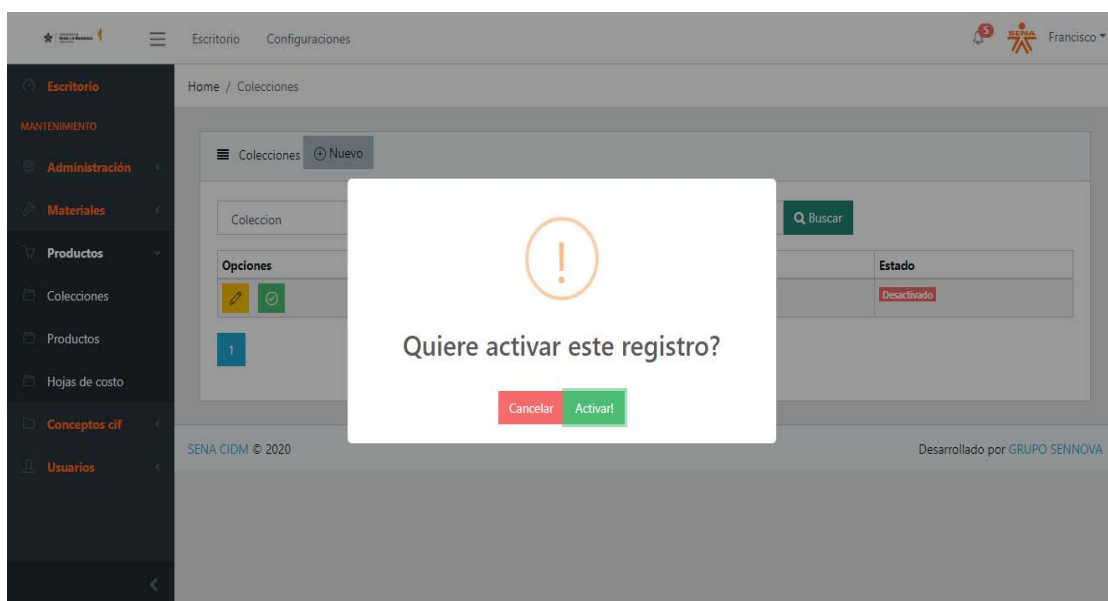 Escritorio Configuraciones 5 SENA Francisco
Escritorio
Home / Colecciones
MANTENIMIENTO
Administración
Materiales
Productos
Colecciones
Productos
Hojas de costo
Conceptos cif
Usuarios
Colecciones Nuevo
Coleccion Buscar
Opciones Estado
Desactivado
1
!
Quiere activar este registro?
Cancelar Activar!
SENA CIDM © 2020 Desarrollado por GRUPO SENNOVA